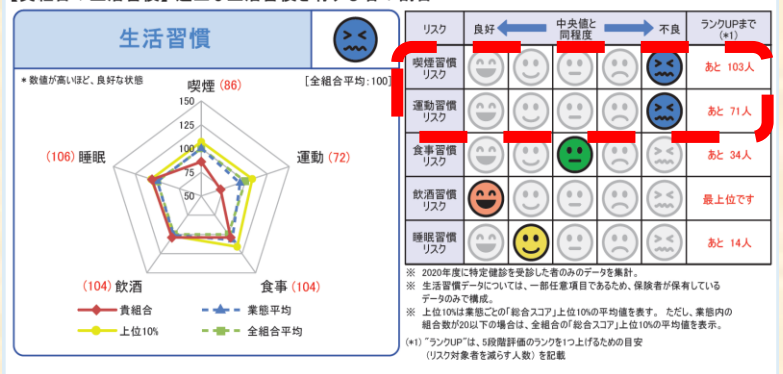 生活習慣
*数値が高いほど、良好な状態
[全組合平均:100]
喫煙 (86)
150
125
100
75
50
(106) 睡眠
運動 (72)
(104) 飲酒
食事 (104)
貴組合
業態平均
上位10%
全組合平均
リスク
良好
中央値と
同程度
不良
ランクUPまで
(*1)
喫煙習慣
リスク
あと 103人
運動習慣
リスク
あと 71人
食事習慣
リスク
あと 34人
飲酒習慣
リスク
最上位です
睡眠習慣
リスク
あと 14人
※ 2020年度に特定健診を受診した者のみのデータを集計。
※ 生活習慣データについては、一部任意項目であるため、保険者が保有している
データのみで構成。
※ 上位10%は業態ごとの「総合スコア」上位10%の平均値を表す。 ただし、業態内の
組合数が20以下の場合は、全組合の「総合スコア」上位10%の平均値を表示。
(*1) "ランクUP"は、5段階評価のランクを1つ上げるための目安
(リスク対象者を減らす人数) を記載